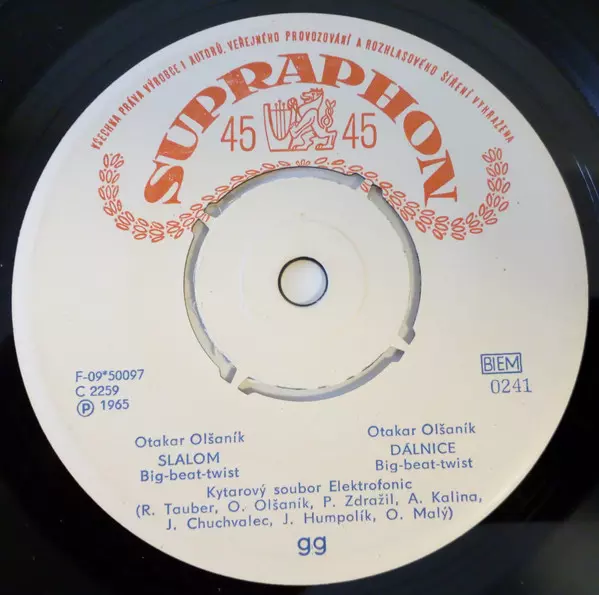 VŠECHNA PRÁVA VÝROBCE I AUTORŮ, VEŘEJNÉHO PROVOZOVÁNÍ A ROZHLASOVÉHO ŠÍŘENÍ VYHRAZENA
SUPRAPHON
45 45
F-09*50097
C 2259
Ⓟ 1965
BIEM
0241
Otakar Olšaník
SLALOM
Big-beat-twist
Otakar Olšaník
DÁLNICE
Big-beat-twist
Kytarový soubor Elektrofonic
(R. Tauber, O. Olšaník, P. Zdražil, A. Kalina,
J. Chuchvalec, J. Humpolík, O. Malý)
gg